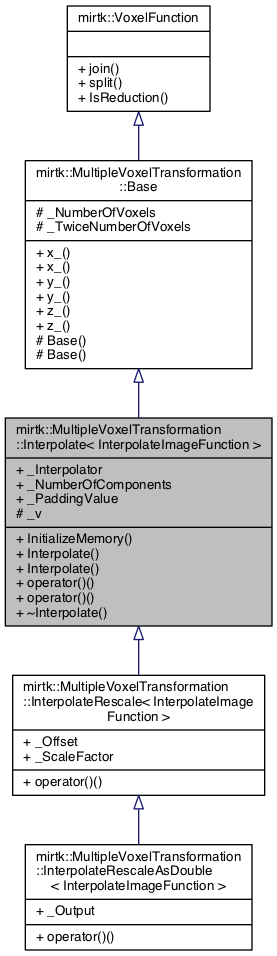 mirtk::VoxelFunction
+ join()
+ split()
+ IsReduction()
mirtk::MultipleVoxelTransformation
::Base
# _NumberOfVoxels
# _TwiceNumberOfVoxels
+ x_()
+ x_()
+ y_()
+ y_()
+ z_()
+ z_()
# Base()
# Base()
mirtk::MultipleVoxelTransformation
::Interpolate< InterpolateImageFunction >
+ _Interpolator
+ _NumberOfComponents
+ _PaddingValue
# _v
+ InitializeMemory()
+ Interpolate()
+ Interpolate()
+ operator()()
+ operator()()
+ ~Interpolate()
mirtk::MultipleVoxelTransformation
::InterpolateRescale< InterpolateImage
Function >
+ _Offset
+ _ScaleFactor
+ operator()()
mirtk::MultipleVoxelTransformation
::InterpolateRescaleAsDouble
< InterpolateImageFunction >
+ _Output
+ operator()()